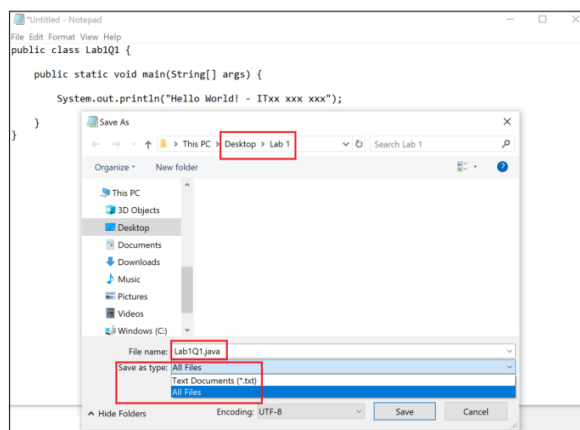 *Untitled - Notepad
File Edit Format View Help
public class Lab1Q1 {
public static void main(String[] args) {
System.out.println("Hello World! - ITxx xxx xxx");
}
}
Save As
This PC > Desktop > Lab 1
Search Lab 1
Organize
New folder
This PC
3D Objects
Desktop
Documents
Downloads
Music
Pictures
Videos
Windows (C:)
File name: Lab1Q1.java
Save as type: All Files
Text Documents (*.txt)
All Files
Hide Folders
Encoding: UTF-8
Save
Cancel